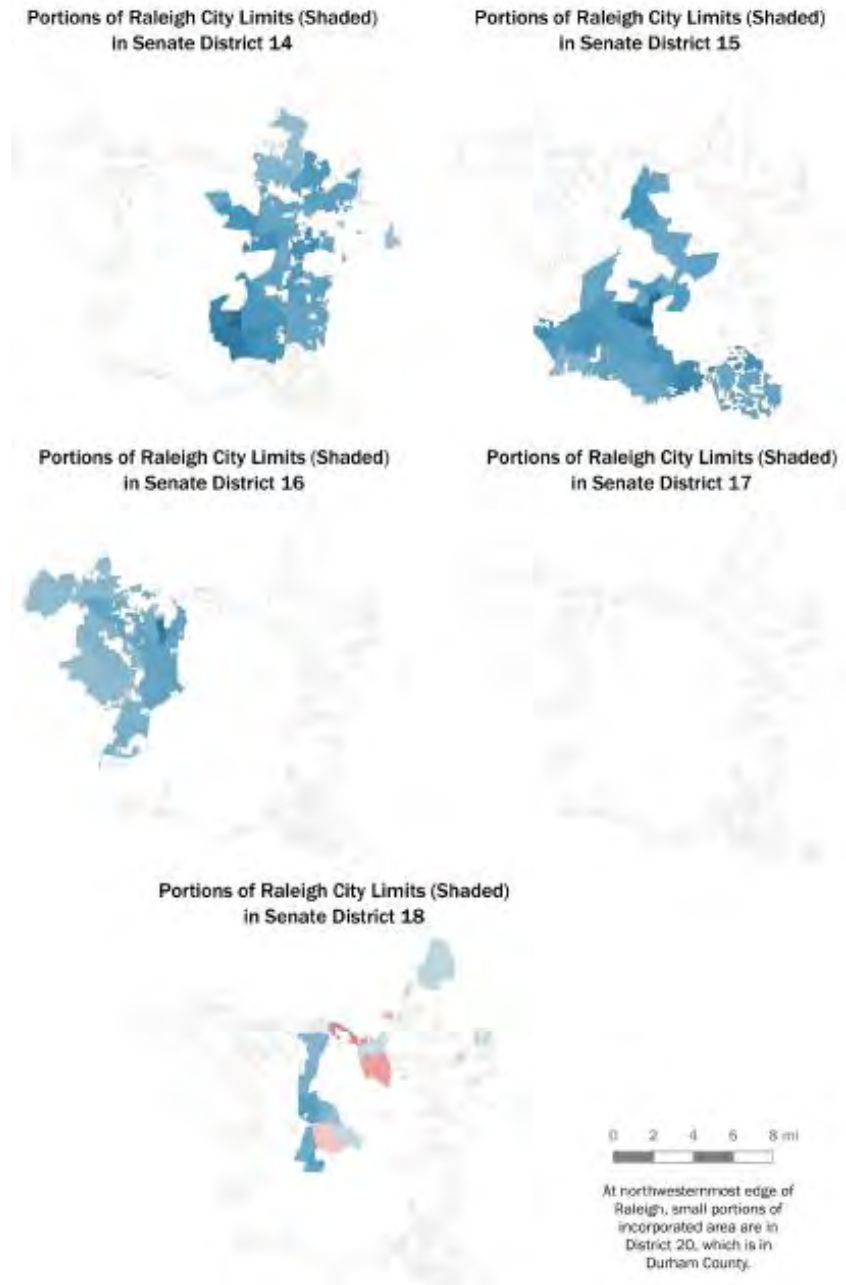 Portions of Raleigh City Limits (Shaded)
in Senate District 14
Portions of Raleigh City Limits (Shaded)
in Senate District 15
Portions of Raleigh City Limits (Shaded)
in Senate District 16
Portions of Raleigh City Limits (Shaded)
in Senate District 17
Portions of Raleigh City Limits (Shaded)
in Senate District 18
0 2 4 6 8 mi
At northwesternmost edge of
Raleigh, small portions of
incorporated area are in
District 20, which is in
Durham County.